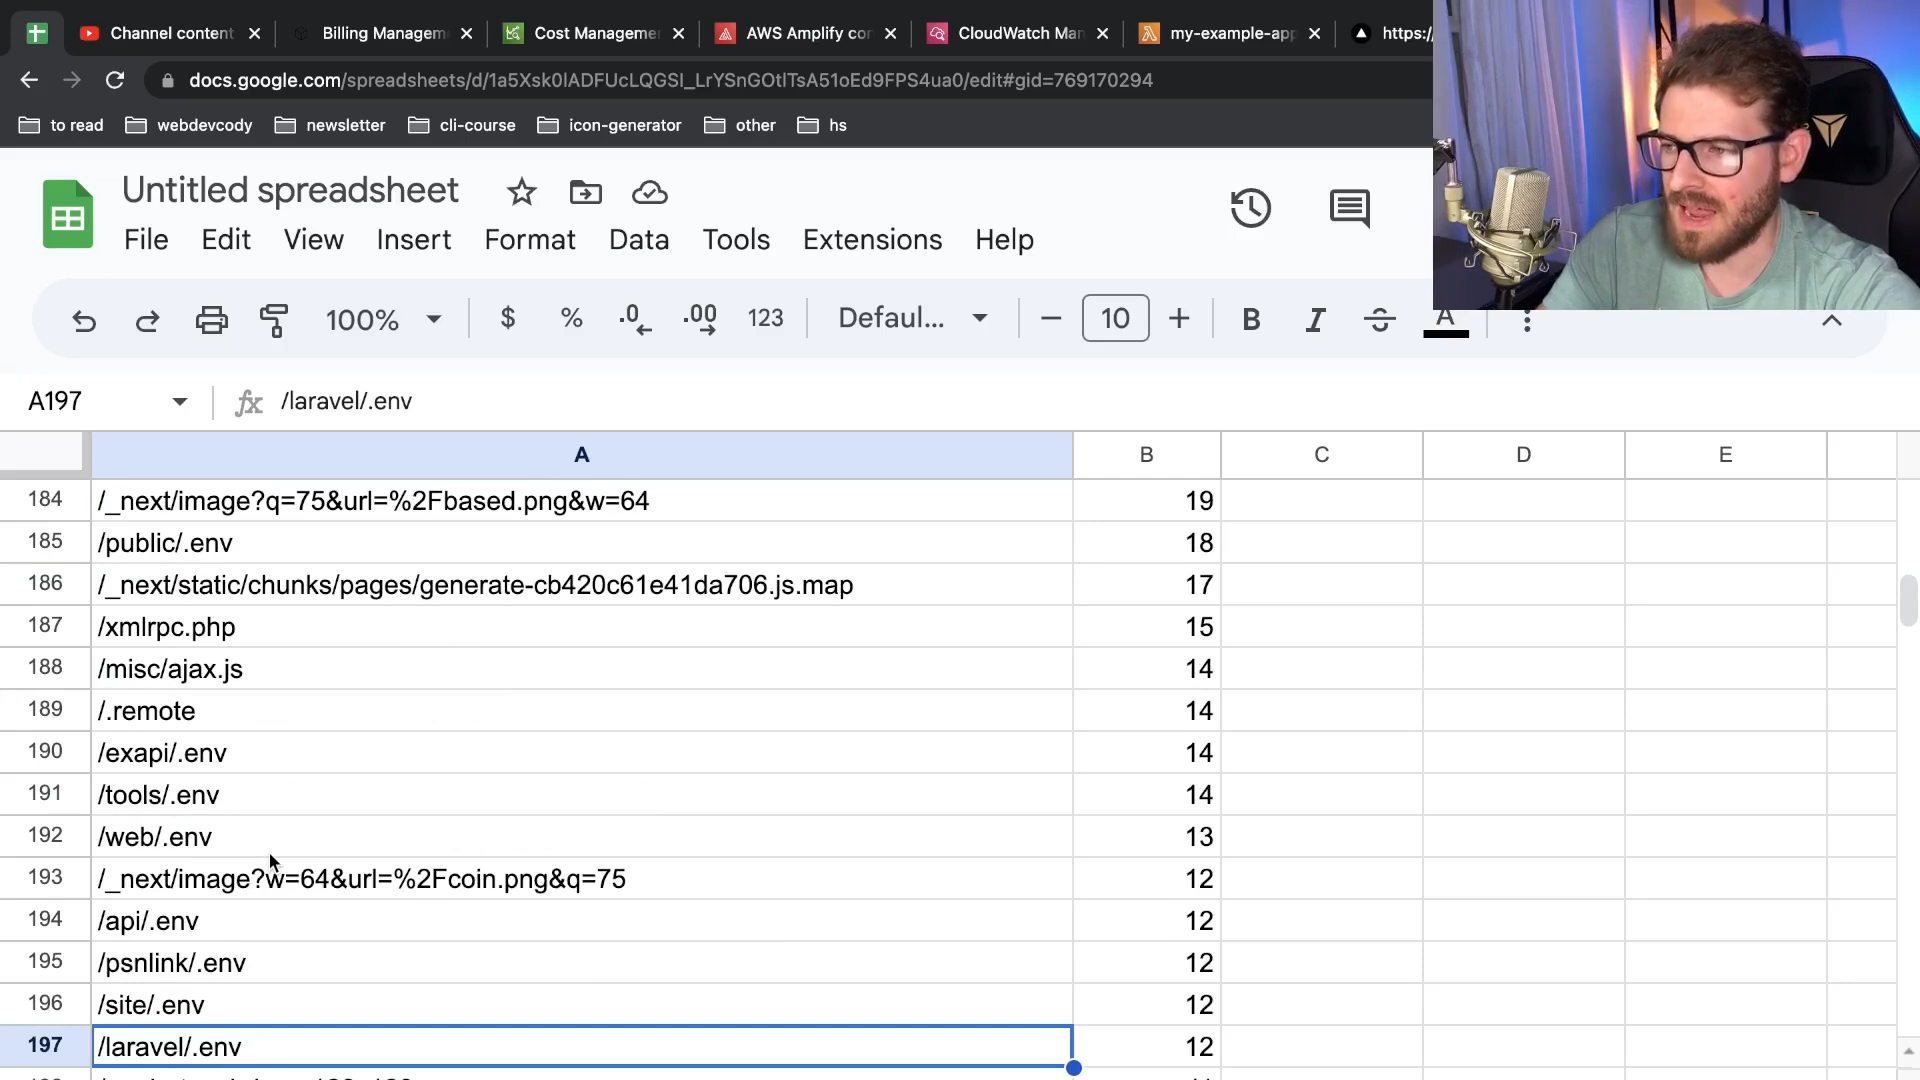 Channel content
Billing Managem
Cost Managemer
AWS Amplify cor
CloudWatch Man
my-example-app
https:/
docs.google.com/spreadsheets/d/1a5Xsk0lADFUcLQGSI_LrYSnGOtlTsA51oEd9FPS4ua0/edit#gid=769170294
to read
webdevcody
newsletter
cli-course
icon-generator
other
hs
Untitled spreadsheet
File Edit View Insert Format Data Tools Extensions Help
100% $ % .0 .00 123 Defaul... − 10 + B I S A
A197 fx /laravel/.env
A B C D E
184 /_next/image?q=75&url=%2Fbased.png&w=64 19
185 /public/.env 18
186 /_next/static/chunks/pages/generate-cb420c61e41da706.js.map 17
187 /xmlrpc.php 15
188 /misc/ajax.js 14
189 /.remote 14
190 /exapi/.env 14
191 /tools/.env 14
192 /web/.env 13
193 /_next/image?w=64&url=%2Fcoin.png&q=75 12
194 /api/.env 12
195 /psnlink/.env 12
196 /site/.env 12
197 /laravel/.env 12